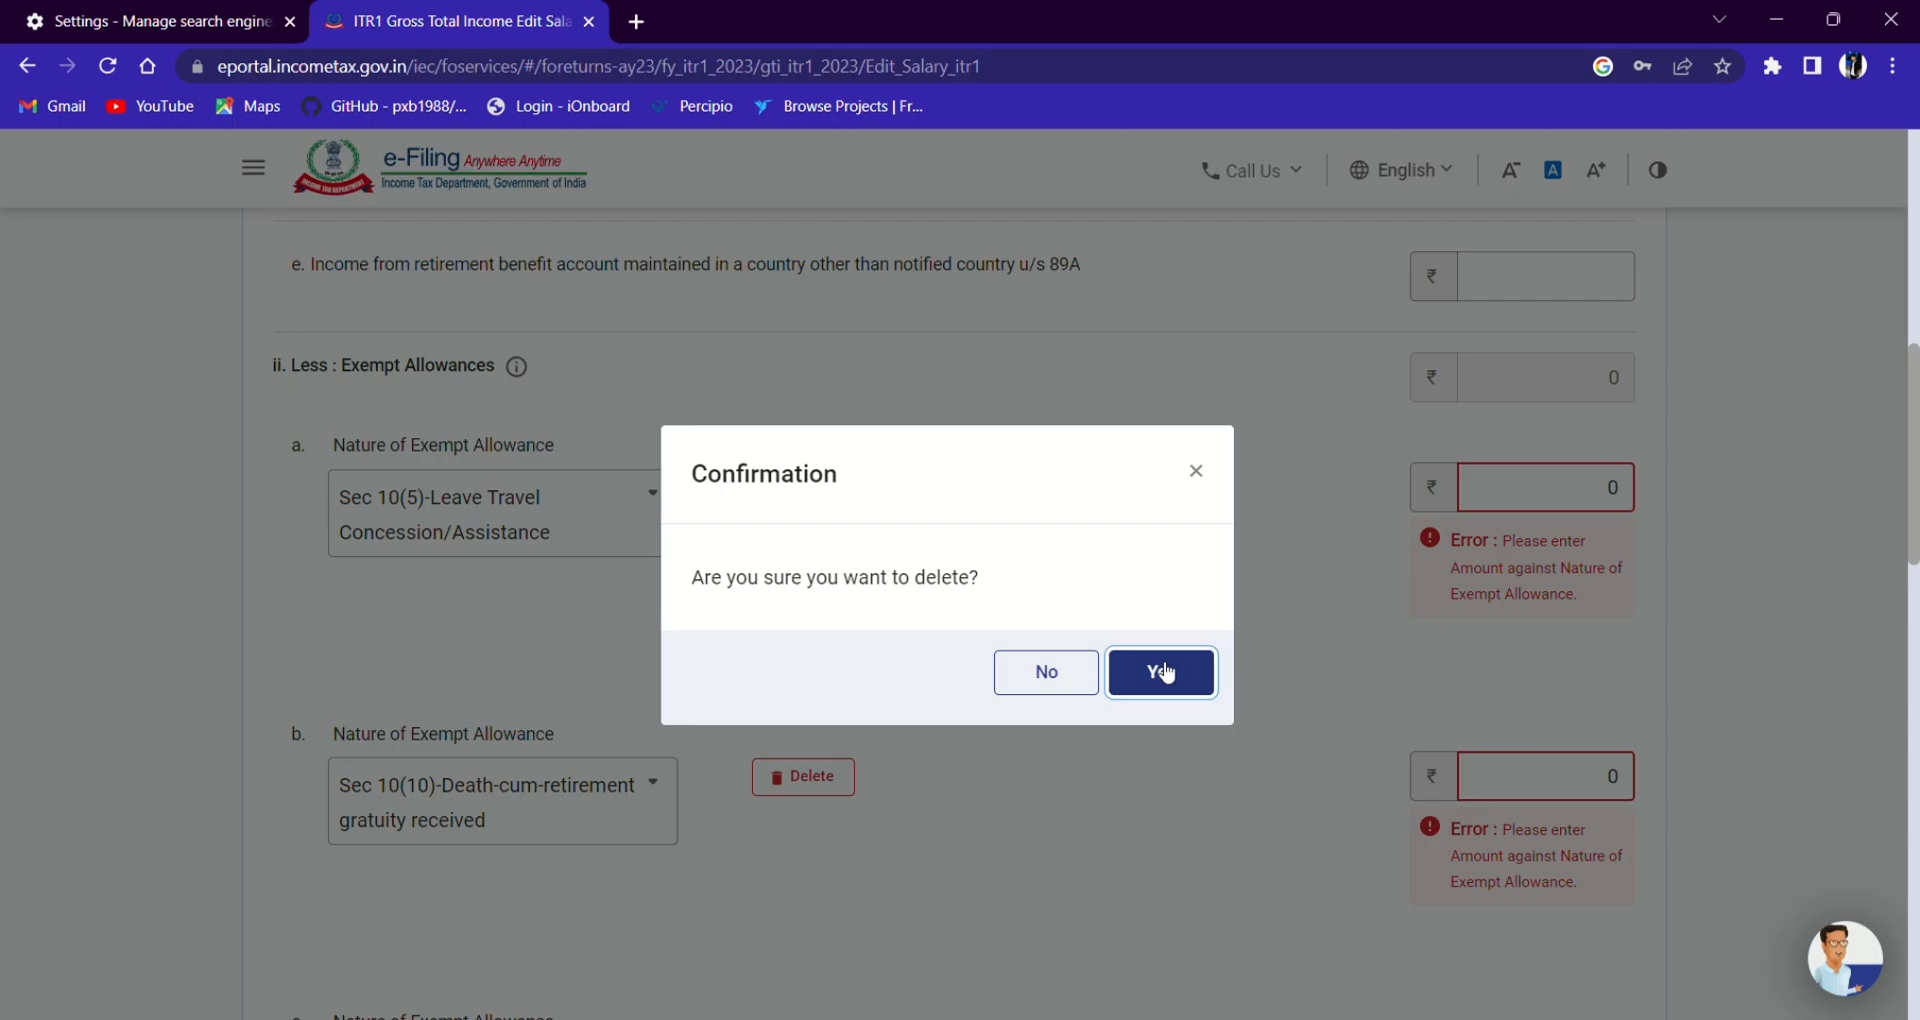 Settings - Manage search engine
ITR1 Gross Total Income Edit Sala
eportal.incometax.gov.in/iec/foservices/#/foreturns-ay23/fy_itr1_2023/gti_itr1_2023/Edit_Salary_itr1
Gmail YouTube Maps GitHub - pxb1988/... Login - iOnboard Percipio Browse Projects | Fr...
e-Filing Anywhere Anytime
Income Tax Department, Government of India
Call Us English A- A A+
e. Income from retirement benefit account maintained in a country other than notified country u/s 89A
₹
ii. Less : Exempt Allowances
₹ 0
a. Nature of Exempt Allowance
Sec 10(5)-Leave Travel
Concession/Assistance
₹ 0
Error : Please enter
Amount against Nature of
Exempt Allowance.
Confirmation
Are you sure you want to delete?
No
b. Nature of Exempt Allowance
Sec 10(10)-Death-cum-retirement
gratuity received
Delete
₹ 0
Error : Please enter
Amount against Nature of
Exempt Allowance.